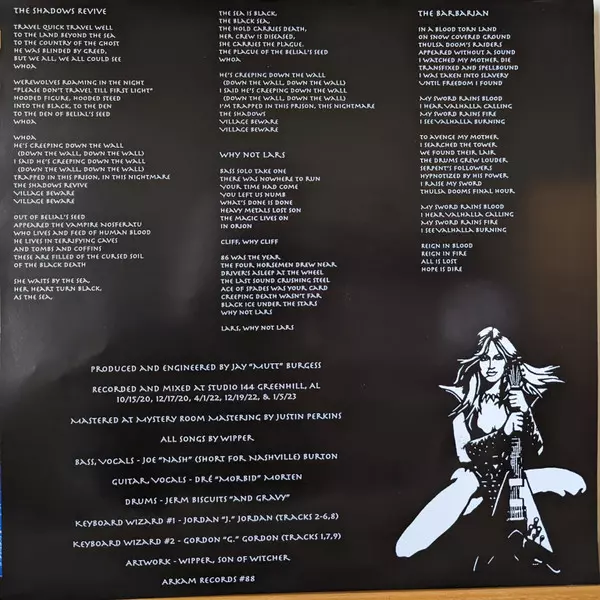 The Shadows Revive
Travel quick travel well
To the land beyond the sea
To the country of the ghost
He was blinded by greed,
But we all, we all could see
Whoa
Werewolves roaming in the night
"Please don't travel till first light"
Hooded figure, hooded steed
Into the black, to the den
To the den of Belial's seed
Whoa
Whoa
He's creeping down the wall
(Down the wall, down the wall)
I said he's creeping down the wall
(Down the wall, down the wall)
Trapped in this prison, in this nightmare
The shadows revive
Village beware
Village beware
Out of Belial's seed
Appeared the vampire Nosferatu
Who lives and feed of human blood
He lives in terrifying caves
and tombs and coffins
These are filled of the cursed soil
of the black death
She waits by the sea.
Her heart turn black,
As the sea.
The sea is black.
The black sea,
The hold carries death,
Her crew is diseased,
She carries the plague.
The plague of the Belial's seed
Whoa
He's creeping down the wall
(Down the wall, down the wall)
I said he's creeping down the wall
(Down the wall, down the wall)
I'm trapped in this prison, this nightmare
The shadows
Village beware
Village beware
Why Not Lars
Bass solo take one
There was nowhere to run
Your time had come
You left us numb
What's done is done
Heavy metals lost son
The magic lives on
In Orion
Cliff, why Cliff
86 was the year
The four horsemen drew near
Driver's asleep at the wheel
The last sound crushing steel
Ace of spades was your card
Creeping death wasn't far
Black ice under the stars
Why not Lars
Lars, why not Lars
The Barbarian
In a blood torn land
On snow covered ground
Thulsa Doom's raiders
Appeared without a sound
I watched my mother die
Transfixed and spellbound
I was taken into slavery
Until freedom I found
My sword rains blood
I hear Valhalla calling
My sword rains fire
I see Valhalla burning
To avenge my mother
I searched the tower
We found their lair
The drums grew louder
Serpent's followers
Hypnotized by his power
I raise my sword
Thulsa Dooms final hour
My sword rains blood
I hear Valhalla calling
My sword rains fire
I see Valhalla burning
Reign in blood
Reign in fire
All is lost
Hope is dire
Produced and Engineered by Jay "Mutt" Burgess
Recorded and Mixed at Studio 144 Greenhill, AL
10/15/20, 12/17/20, 4/1/22, 12/19/22, & 1/5/23
Mastered at Mystery Room Mastering by Justin Perkins
All songs by Wipper
Bass, Vocals - Joe "Nash" (short for Nashville) Burton
Guitar, Vocals - Dré "Morbid" Morten
Drums - Jerm Biscuits "and Gravy"
Keyboard Wizard #1 - Jordan "J." Jordan (Tracks 2-6,8)
Keyboard Wizard #2 - Gordon "G." Gordon (Tracks 1,7,9)
Artwork - Wipper, Son of Witcher
Arkam Records #88